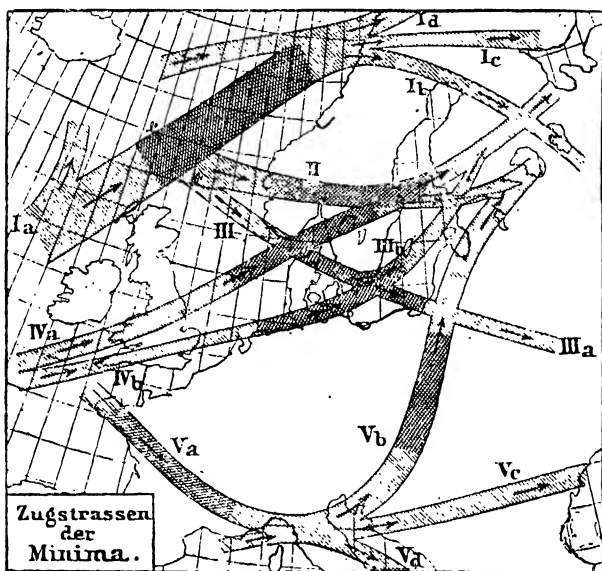 Id
Ic
Ib
II
Ia
III
IIIb
IVa
IIIa
IVb
Va
Vb
Vc
Vd
Zugstrassen
der
Minima.